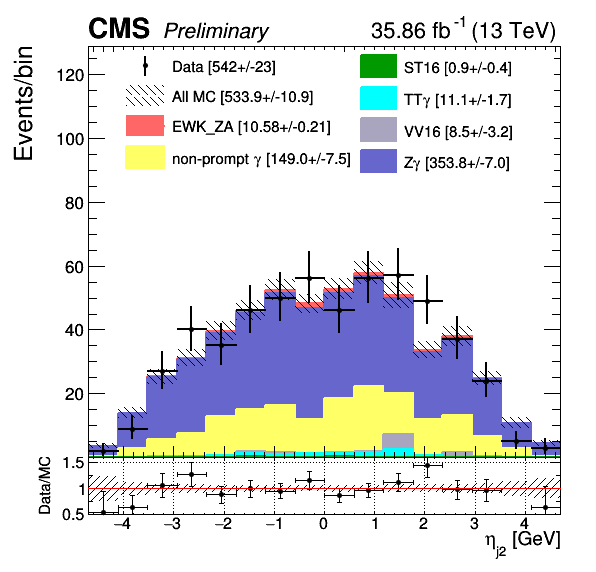 CMS Preliminary 35.86 fb⁻¹ (13 TeV)
Events/bin
Data [542+/-23]
All MC [533.9+/-10.9]
EWK_ZA [10.58+/-0.21]
non-prompt γ [149.0+/-7.5]
ST16 [0.9+/-0.4]
TTγ [11.1+/-1.7]
VV16 [8.5+/-3.2]
Zγ [353.8+/-7.0]
120
100
80
60
40
20
Data/MC
1.5
1
0.5
−4 −3 −2 −1 0 1 2 3 4
η_{j2} [GeV]